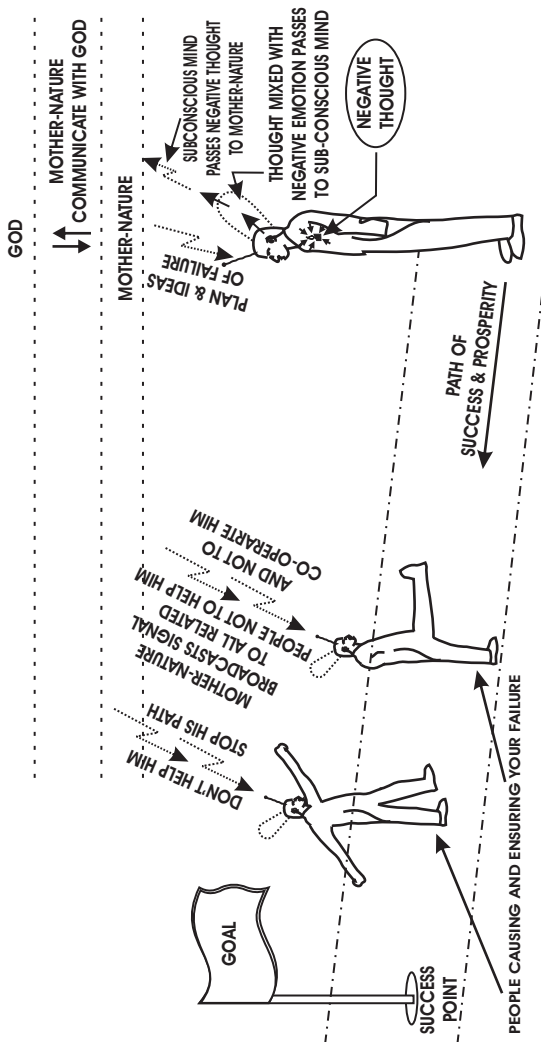 GOD
MOTHER-NATURE
COMMUNICATE WITH GOD
MOTHER-NATURE
SUBCONSCIOUS MIND
PASSES NEGATIVE THOUGHT
TO MOTHER-NATURE
THOUGHT MIXED WITH
NEGATIVE EMOTION PASSES
TO SUB-CONSCIOUS MIND
NEGATIVE
THOUGHT
PLAN & IDEAS
OF FAILURE
PATH OF
SUCCESS & PROSPERITY
MOTHER-NATURE
BROADCASTS SIGNAL
TO ALL RELATED
PEOPLE NOT TO HELP HIM
AND NOT TO
CO-OPERARTE HIM
STOP HIS PATH
DON'T HELP HIM
GOAL
SUCCESS
POINT
PEOPLE CAUSING AND ENSURING YOUR FAILURE